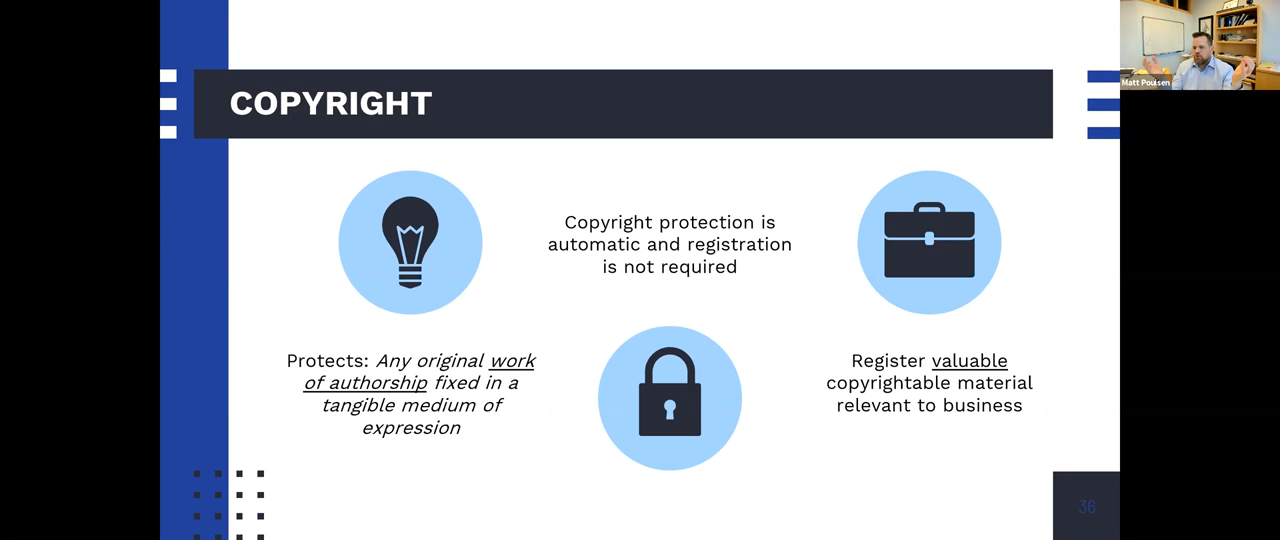 COPYRIGHT
Matt Poulsen
Copyright protection is
automatic and registration
is not required
Protects: Any original work
of authorship fixed in a
tangible medium of
expression
Register valuable
copyrightable material
relevant to business
36